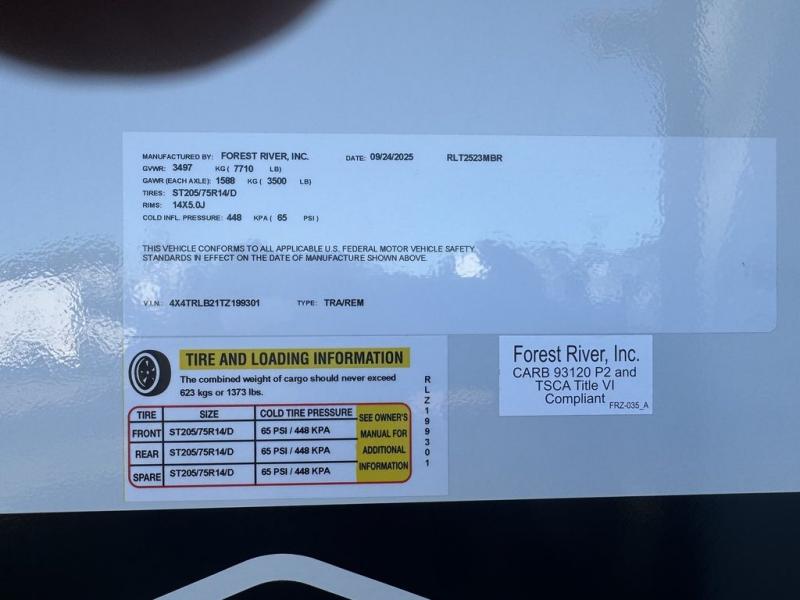 MANUFACTURED BY: FOREST RIVER, INC. DATE: 09/24/2025 RLT2523MBR
GVWR: 3497 KG ( 7710 LB)
GAWR (EACH AXLE): 1588 KG ( 3500 LB)
TIRES: ST205/75R14/D
RIMS: 14X5.0J
COLD INFL. PRESSURE: 448 KPA ( 65 PSI )
THIS VEHICLE CONFORMS TO ALL APPLICABLE U.S. FEDERAL MOTOR VEHICLE SAFETY
STANDARDS IN EFFECT ON THE DATE OF MANUFACTURE SHOWN ABOVE.
V.I.N.: 4X4TRLB21TZ199301 TYPE: TRA/REM
TIRE AND LOADING INFORMATION
The combined weight of cargo should never exceed
623 kgs or 1373 lbs.
TIRE SIZE COLD TIRE PRESSURE
FRONT ST205/75R14/D 65 PSI / 448 KPA
REAR ST205/75R14/D 65 PSI / 448 KPA
SPARE ST205/75R14/D 65 PSI / 448 KPA
SEE OWNER'S
MANUAL FOR
ADDITIONAL
INFORMATION
RLZ199301
Forest River, Inc.
CARB 93120 P2 and
TSCA Title VI
Compliant
FRZ-035_A